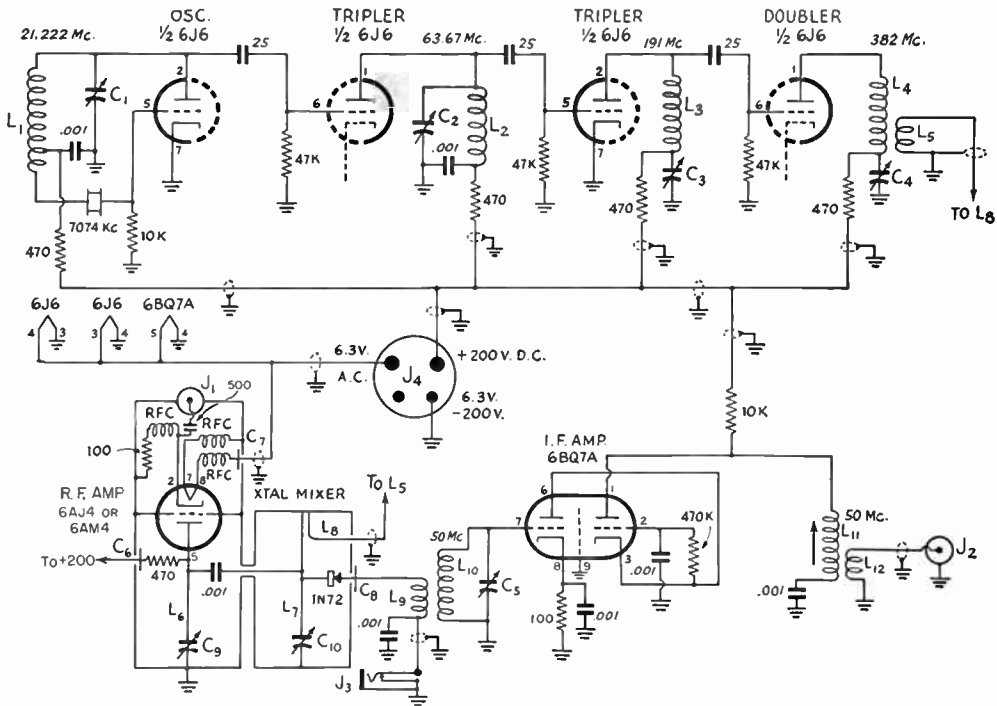 OSC.
½ 6J6
TRIPLER
½ 6J6
TRIPLER
½ 6J6
DOUBLER
½ 6J6
21.222 Mc.
25
63.67 Mc.
25
191 Mc
25
382 Mc.
L1
C1
.001
2
5
7
1
6
C2
L2
.001
2
5
7
L3
C3
1
6
L4
L5
C4
7074 Kc
470
10K
47K
470
47K
470
47K
470
TO L8
6J6
6J6
6BQ7A
4
3
3
4
5
4
6.3V.
A.C.
J4
+200V. D.C.
6.3V.
-200V.
10K
J1
500
RFC
RFC
RFC
C7
100
2
7
8
5
R.F. AMP
6AJ4 or
6AM4
To+200
C6
470
.001
L6
C9
XTAL MIXER
L8
To L5
1N72
C8
L7
C10
L9
.001
J3
50 Mc
L10
C5
I.F. AMP.
6BQ7A
6
1
7
2
8
9
3
100
.001
.001
470K
50 Mc.
L11
L12
.001
J2